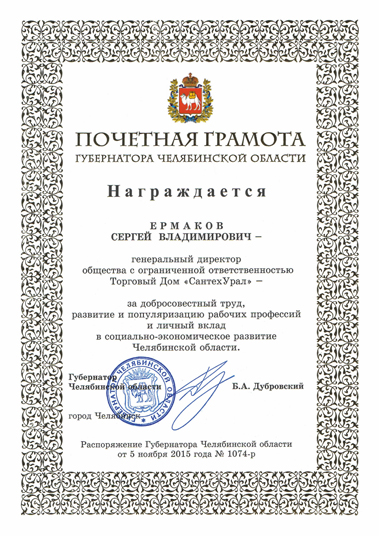 ПОЧЕТНАЯ ГРАМОТА
ГУБЕРНАТОРА ЧЕЛЯБИНСКОЙ ОБЛАСТИ
Награждается
ЕРМАКОВ
СЕРГЕЙ ВЛАДИМИРОВИЧ –
генеральный директор
общества с ограниченной ответственностью
Торговый Дом «СантехУрал» –
за добросовестный труд,
развитие и популяризацию рабочих профессий
и личный вклад
в социально-экономическое развитие
Челябинской области.
Губернатор
Челябинской области
Б.А. Дубровский
город Челябинск
Распоряжение Губернатора Челябинской области
от 5 ноября 2015 года № 1074-р